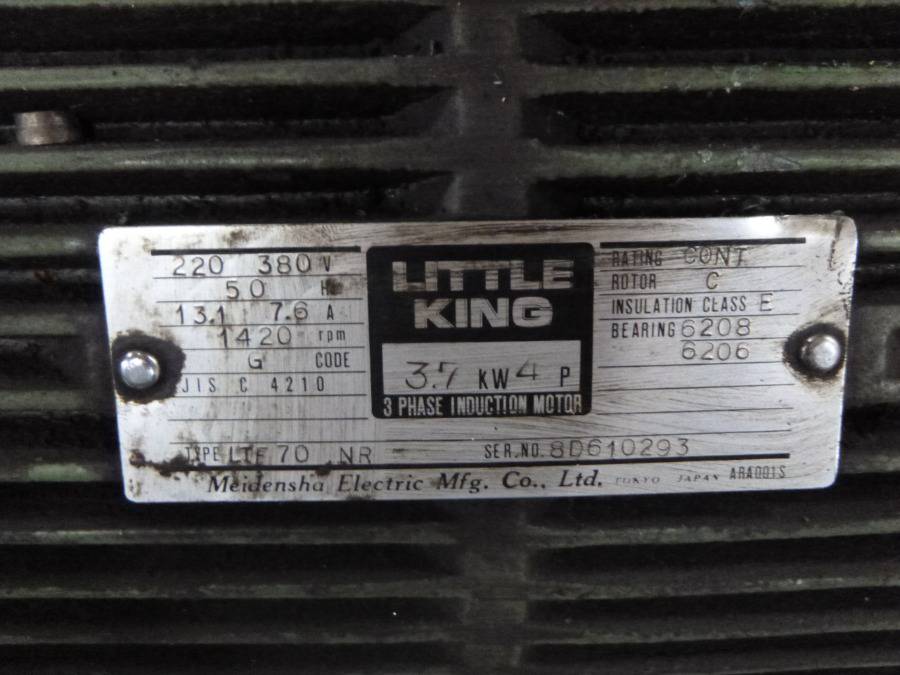 220 380 V
50 Hz
13.1 7.6 A
1420 rpm
G CODE
JIS C 4210
LITTLE
KING
3.7 KW 4 P
3 PHASE INDUCTION MOTOR
RATING CONT
ROTOR C
INSULATION CLASS E
BEARING 6208
6206
TYPE LTF 70 NR SER.NO. 8D610293
Meidensha Electric Mfg. Co., Ltd. TOKYO JAPAN ARA001S